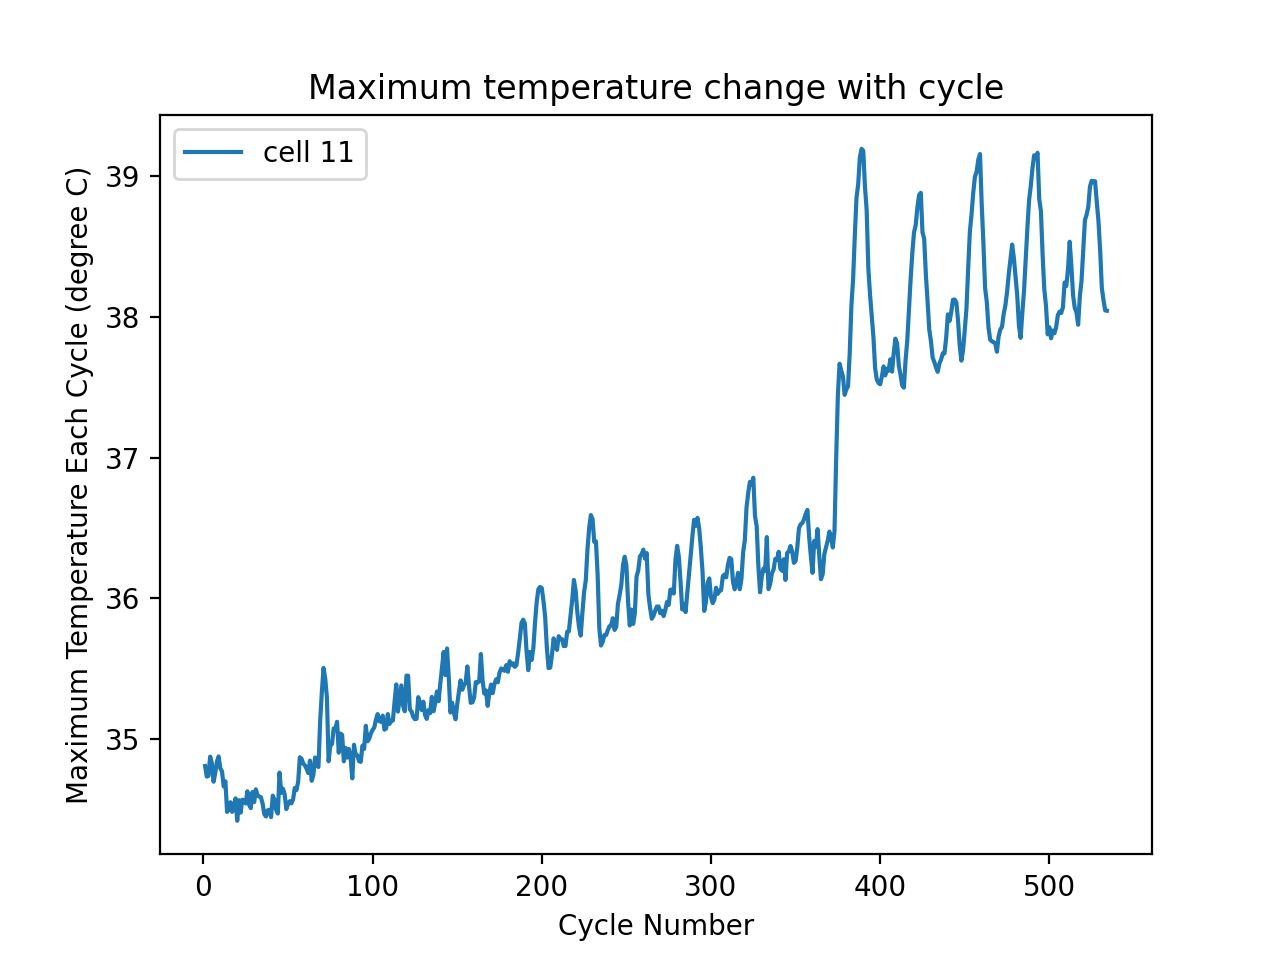 Maximum temperature change with cycle
cell 11
39
38
37
36
35
Maximum Temperature Each Cycle (degree C)
0 100 200 300 400 500
Cycle Number